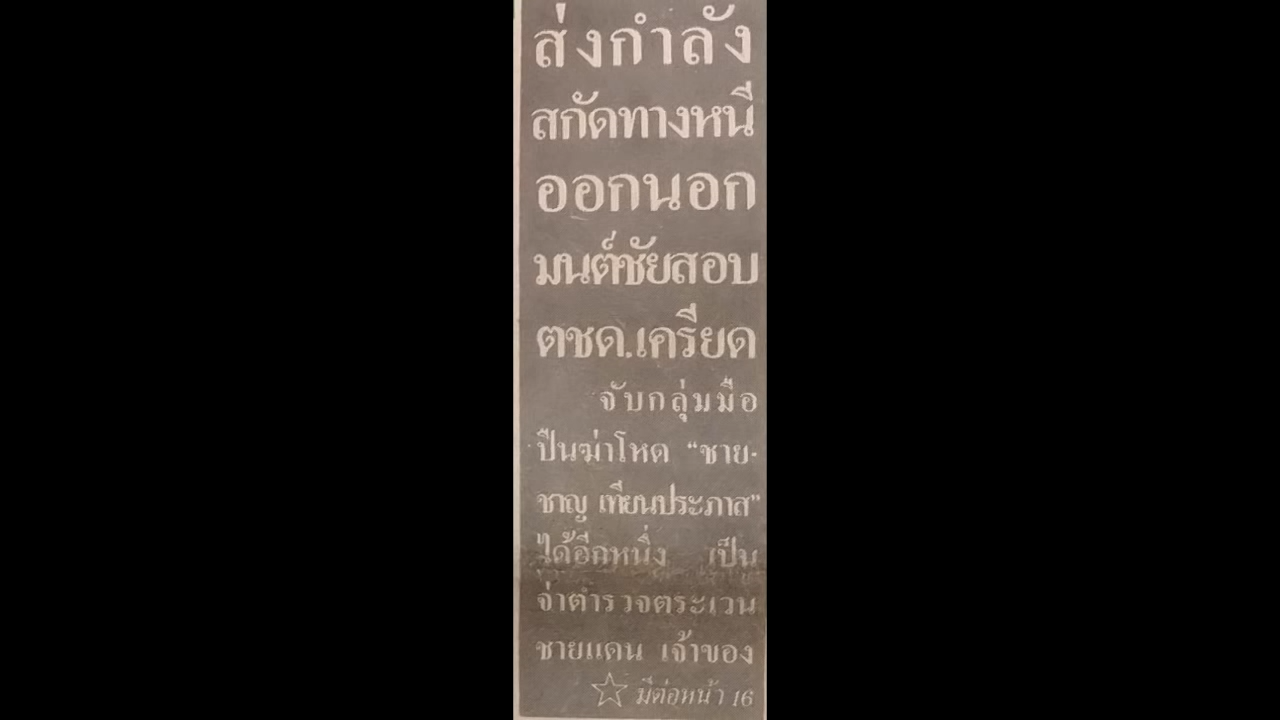 ส่งกำลัง
สกัดทางหนี
ออกนอก
มนต์ชัยสอบ
ตชด.เครียด
จับกลุ่มมือ
ปืนฆ่าโหด “ชาย-
ชาญ เทียนประภาส”
ได้อีกหนึ่ง เป็น
จ่าตำรวจตระเวน
ชายแดน เจ้าของ
☆ มีต่อหน้า 16